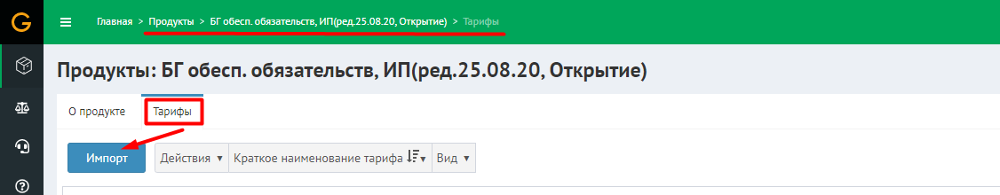 Главная > Продукты > БГ обесп. обязательств, ИП(ред.25.08.20, Открытие) > Тарифы
Продукты: БГ обесп. обязательств, ИП(ред.25.08.20, Открытие)
О продукте Тарифы
Импорт Действия Краткое наименование тарифа Вид